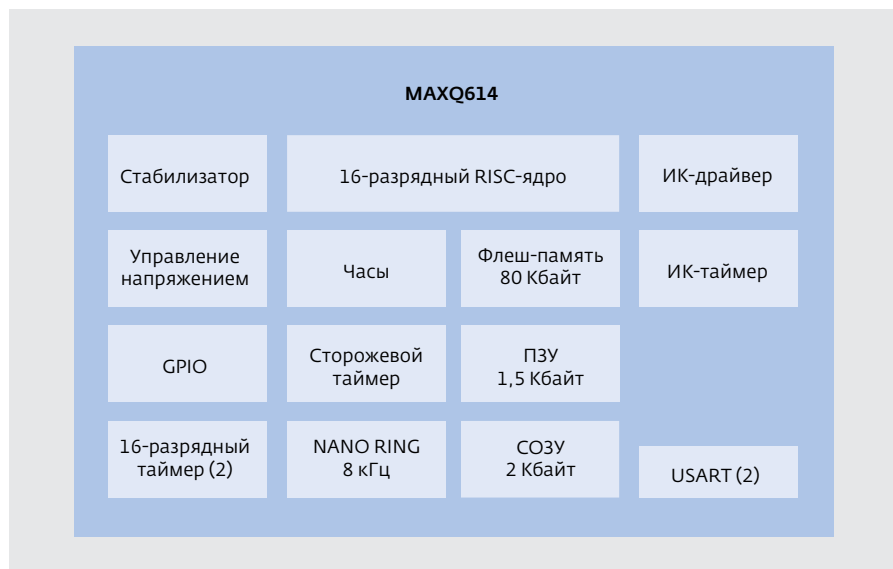 MAXQ614
Стабилизатор
16-разрядный RISC-ядро
ИК-драйвер
Управление
напряжением
Часы
Флеш-память
80 Кбайт
ИК-таймер
GPIO
Сторожевой
таймер
ПЗУ
1,5 Кбайт
16-разрядный
таймер (2)
NANO RING
8 кГц
СОЗУ
2 Кбайт
USART (2)